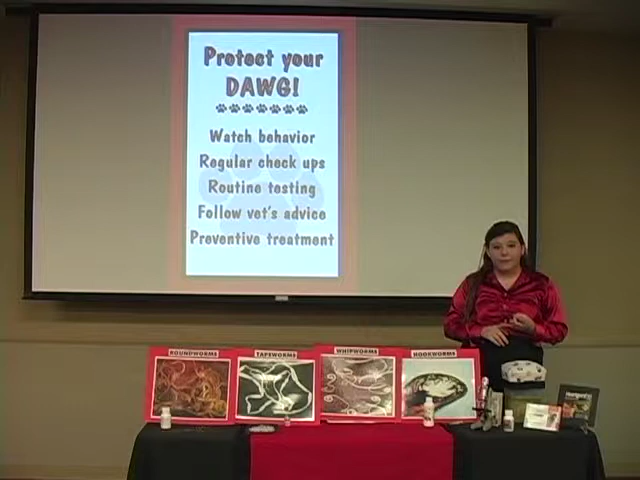 Protect your
DAWG!
Watch behavior
Regular check ups
Routine testing
Follow vet's advice
Preventive treatment
ROUNDWORMS
TAPEWORMS
WHIPWORMS
HOOKWORMS